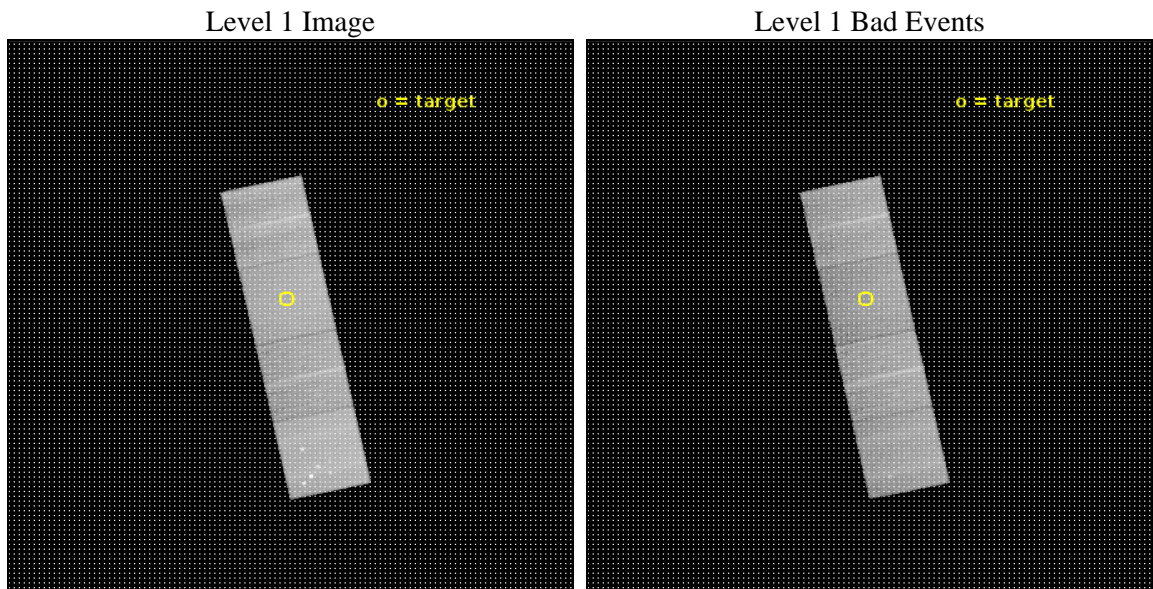 Level 1 Image
Level 1 Bad Events
o = target
o = target